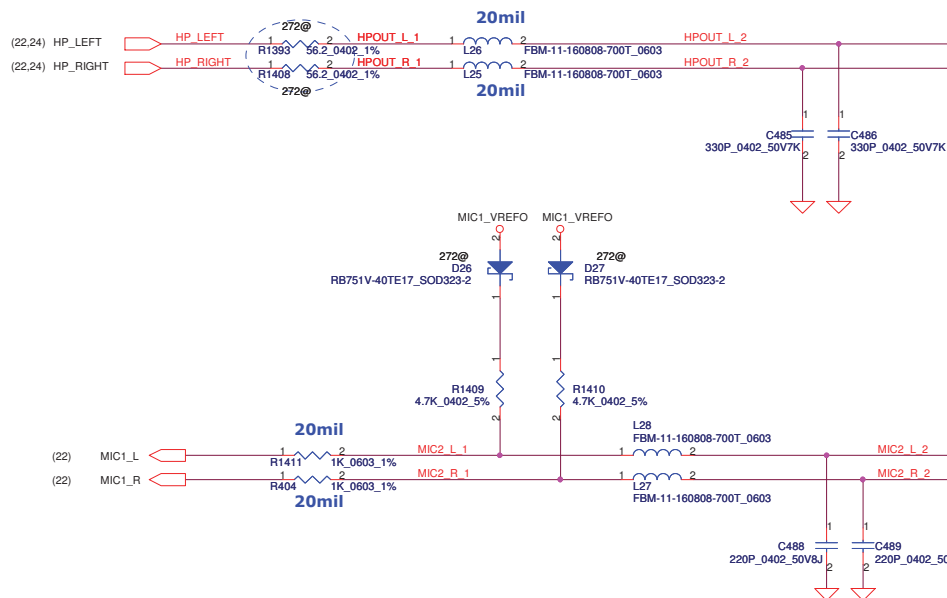 20mil
272@
(22,24) HP_LEFT HP_LEFT 1 2 HPOUT_L_1 1 2 HPOUT_L_2
R1393 56.2_0402_1% L26 FBM-11-160808-700T_0603
(22,24) HP_RIGHT HP_RIGHT 1 2 HPOUT_R_1 1 2 HPOUT_R_2
R1408 56.2_0402_1% L25 FBM-11-160808-700T_0603
272@
20mil
1 1
C485 C486
330P_0402_50V7K 330P_0402_50V7K
2 2
MIC1_VREFO MIC1_VREFO
2 2
272@ 272@
D26 D27
RB751V-40TE17_SOD323-2 RB751V-40TE17_SOD323-2
1 1
1 1
R1409 R1410
4.7K_0402_5% 4.7K_0402_5%
2 2
20mil
L28
FBM-11-160808-700T_0603
(22) MIC1_L 1 2 MIC2_L_1 1 2 MIC2_L_2
R1411 1K_0603_1%
(22) MIC1_R 1 2 MIC2_R_1 1 2 MIC2_R_2
R404 1K_0603_1% L27
FBM-11-160808-700T_0603
20mil
1 1
C488 C489
220P_0402_50V8J 220P_0402_50
2 2